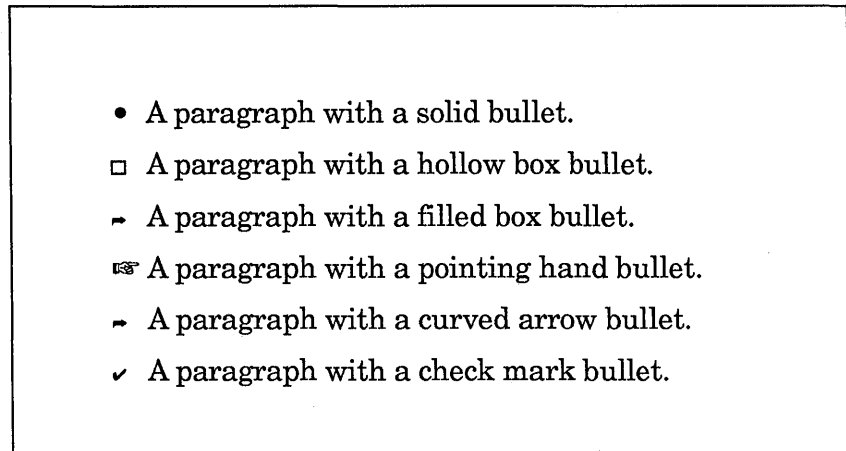 • A paragraph with a solid bullet.
□ A paragraph with a hollow box bullet.
➦ A paragraph with a filled box bullet.
☞ A paragraph with a pointing hand bullet.
➦ A paragraph with a curved arrow bullet.
✔ A paragraph with a check mark bullet.